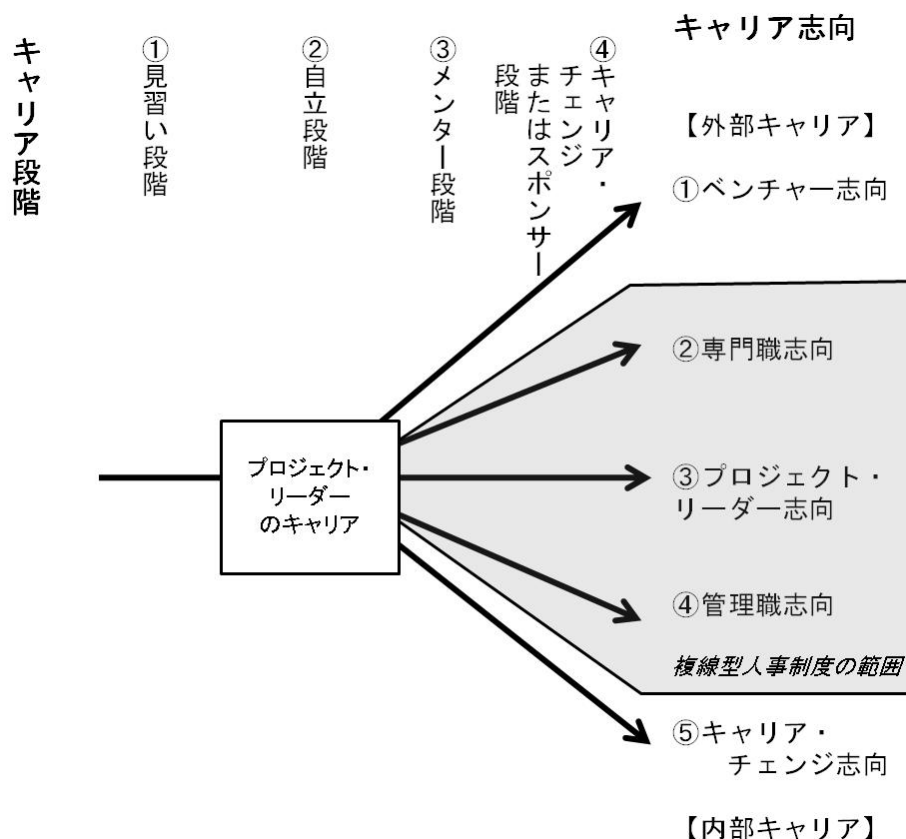 キャリア段階
①見習い段階
②自立段階
③メンター段階
④キャリア・
チェンジ
またはスポンサー
段階
キャリア志向
【外部キャリア】
①ベンチャー志向
②専門職志向
プロジェクト・
リーダー
のキャリア
③プロジェクト・
リーダー志向
④管理職志向
複線型人事制度の範囲
⑤キャリア・
チェンジ志向
【内部キャリア】